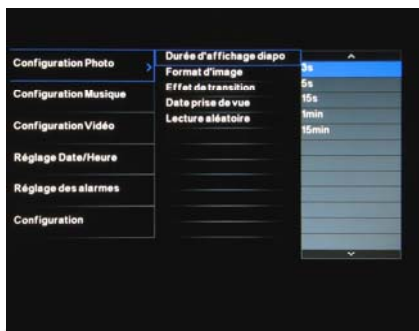 Configuration Photo
Configuration Musique
Configuration Vidéo
Réglage Date/Heure
Réglage des alarmes
Configuration
Durée d'affichage diapo
Format d'image
Effet de transition
Date prise de vue
Lecture aléatoire
3s
5s
15s
1min
15min